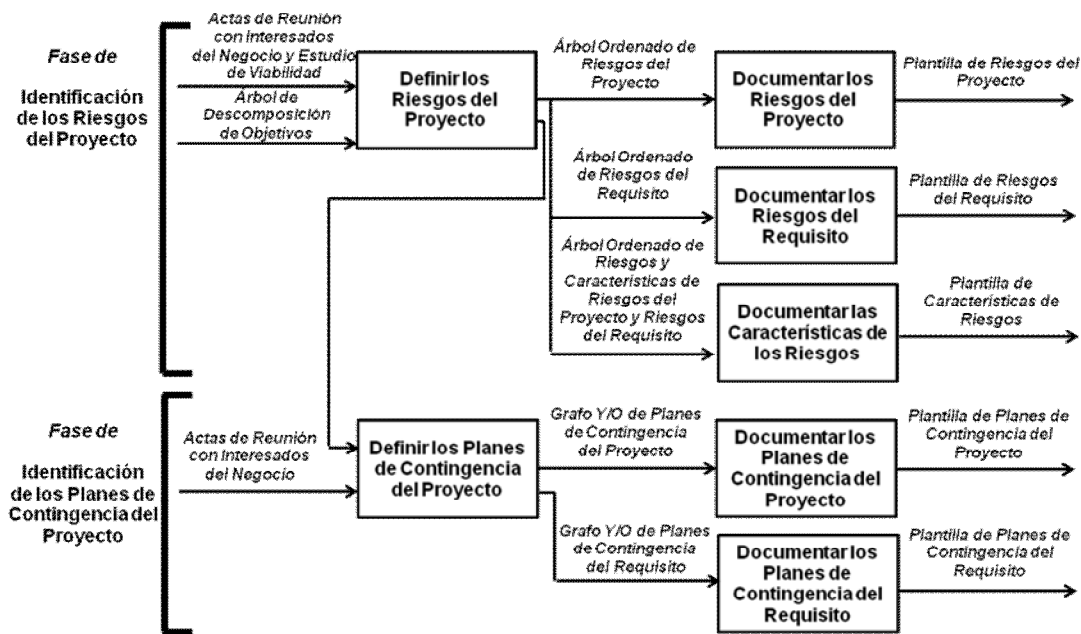 Fase de
Identificación
de los Riesgos
del Proyecto
Actas de Reunión
con Interesados
del Negocio y Estudio
de Viabilidad
Árbol de
Descomposición
de Objetivos
Definir los
Riesgos del
Proyecto
Árbol Ordenado de
Riesgos del
Proyecto
Documentar los
Riesgos del
Proyecto
Plantilla de Riesgos del
Proyecto
Árbol Ordenado
de Riesgos del
Requisito
Documentar los
Riesgos del
Requisito
Plantilla de Riesgos
del Requisito
Árbol Ordenado de
Riesgos y
Características de
Riesgos del
Proyecto y Riesgos
del Requisito
Documentar las
Características de
los Riesgos
Plantilla de
Características de
Riesgos
Fase de
Identificación
de los Planes de
Contingencia del
Proyecto
Actas de Reunión
con Interesados
del Negocio
Definir los Planes
de Contingencia
del Proyecto
Grafo Y/O de Planes
de Contingencia
del Proyecto
Documentar los
Planes de
Contingencia del
Proyecto
Plantilla de Planes de
Contingencia del
Proyecto
Grafo Y/O de Planes
de Contingencia
del Requisito
Documentar los
Planes de
Contingencia del
Requisito
Plantilla de Planes de
Contingencia del
Requisito